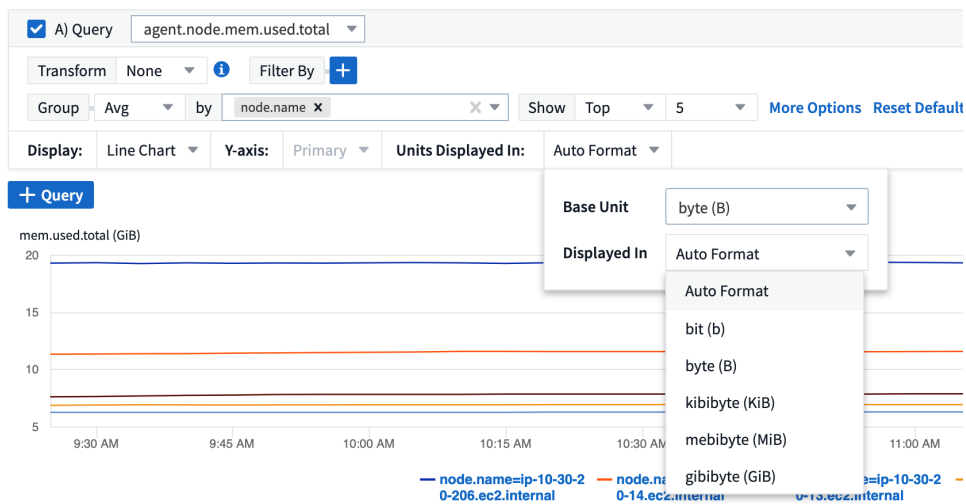 A) Query agent.node.mem.used.total
Transform None i Filter By +
Group Avg by node.name × × Show Top 5 More Options Reset Default
Display: Line Chart Y-axis: Primary Units Displayed In: Auto Format
+ Query
Base Unit byte (B)
Displayed In Auto Format
Auto Format
bit (b)
byte (B)
kibibyte (KiB)
mebibyte (MiB)
gibibyte (GiB)
mem.used.total (GiB)
20
15
10
5
9:30 AM 9:45 AM 10:00 AM 10:15 AM 10:30 AM 11:00 AM
node.name=ip-10-30-2 node.na e=ip-10-30-2
0-206.ec2.internal 0-14.ec2.internal 0-13.ec2.internal